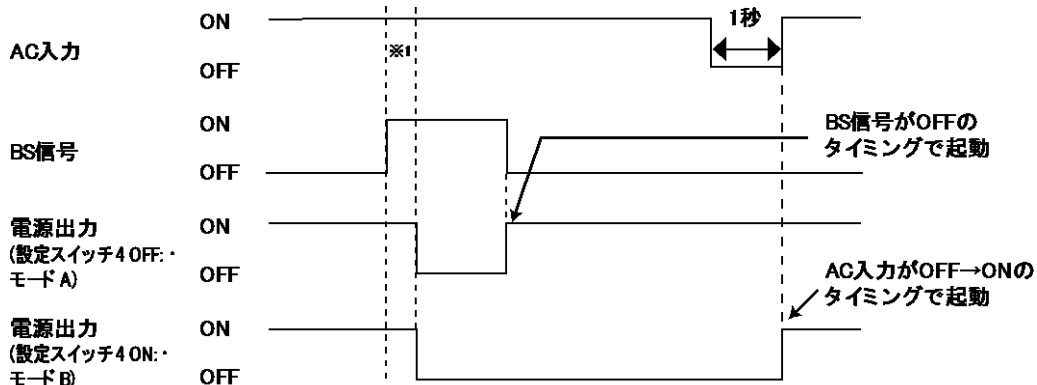 ON
1秒
AC入力
※1
OFF
ON
BS信号がOFFの
タイミングで起動
BS信号
OFF
電源出力
ON
(設定スイッチ4 OFF:・
モードA)
OFF
AC入力がOFF→ONの
タイミングで起動
電源出力
ON
(設定スイッチ4 ON:・
モードB)
OFF